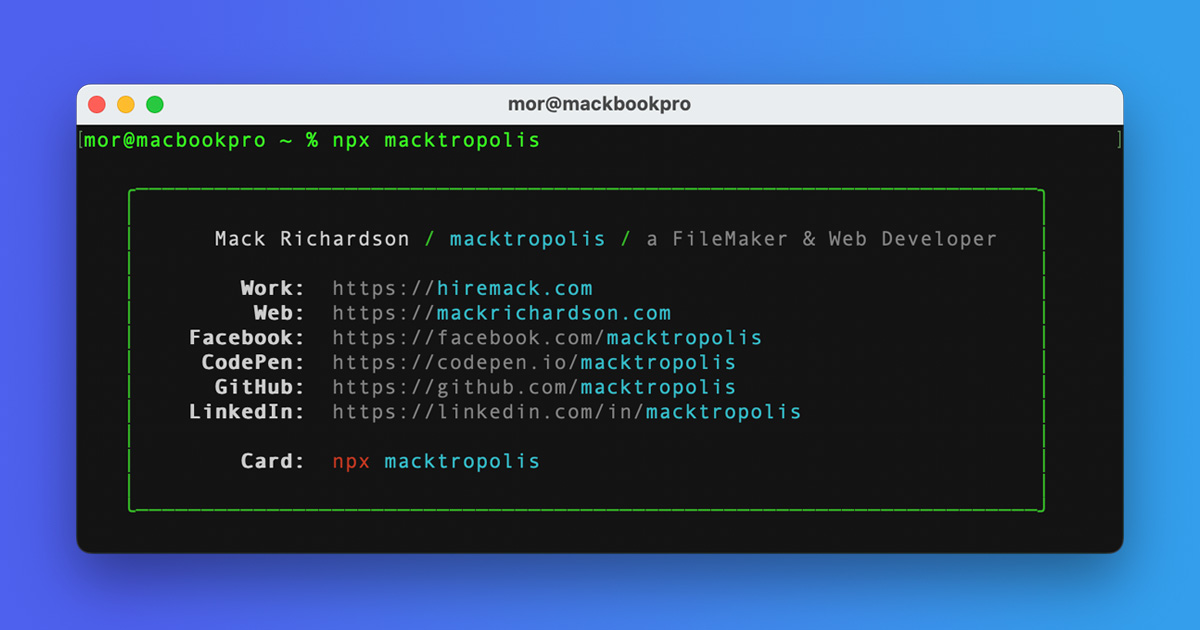 mor@mackbookpro
[mor@macbookpro ~ % npx macktropolis ]
Mack Richardson / macktropolis / a FileMaker & Web Developer
Work: https://hiremack.com
Web: https://mackrichardson.com
Facebook: https://facebook.com/macktropolis
CodePen: https://codepen.io/macktropolis
GitHub: https://github.com/macktropolis
LinkedIn: https://linkedin.com/in/macktropolis
Card: npx macktropolis